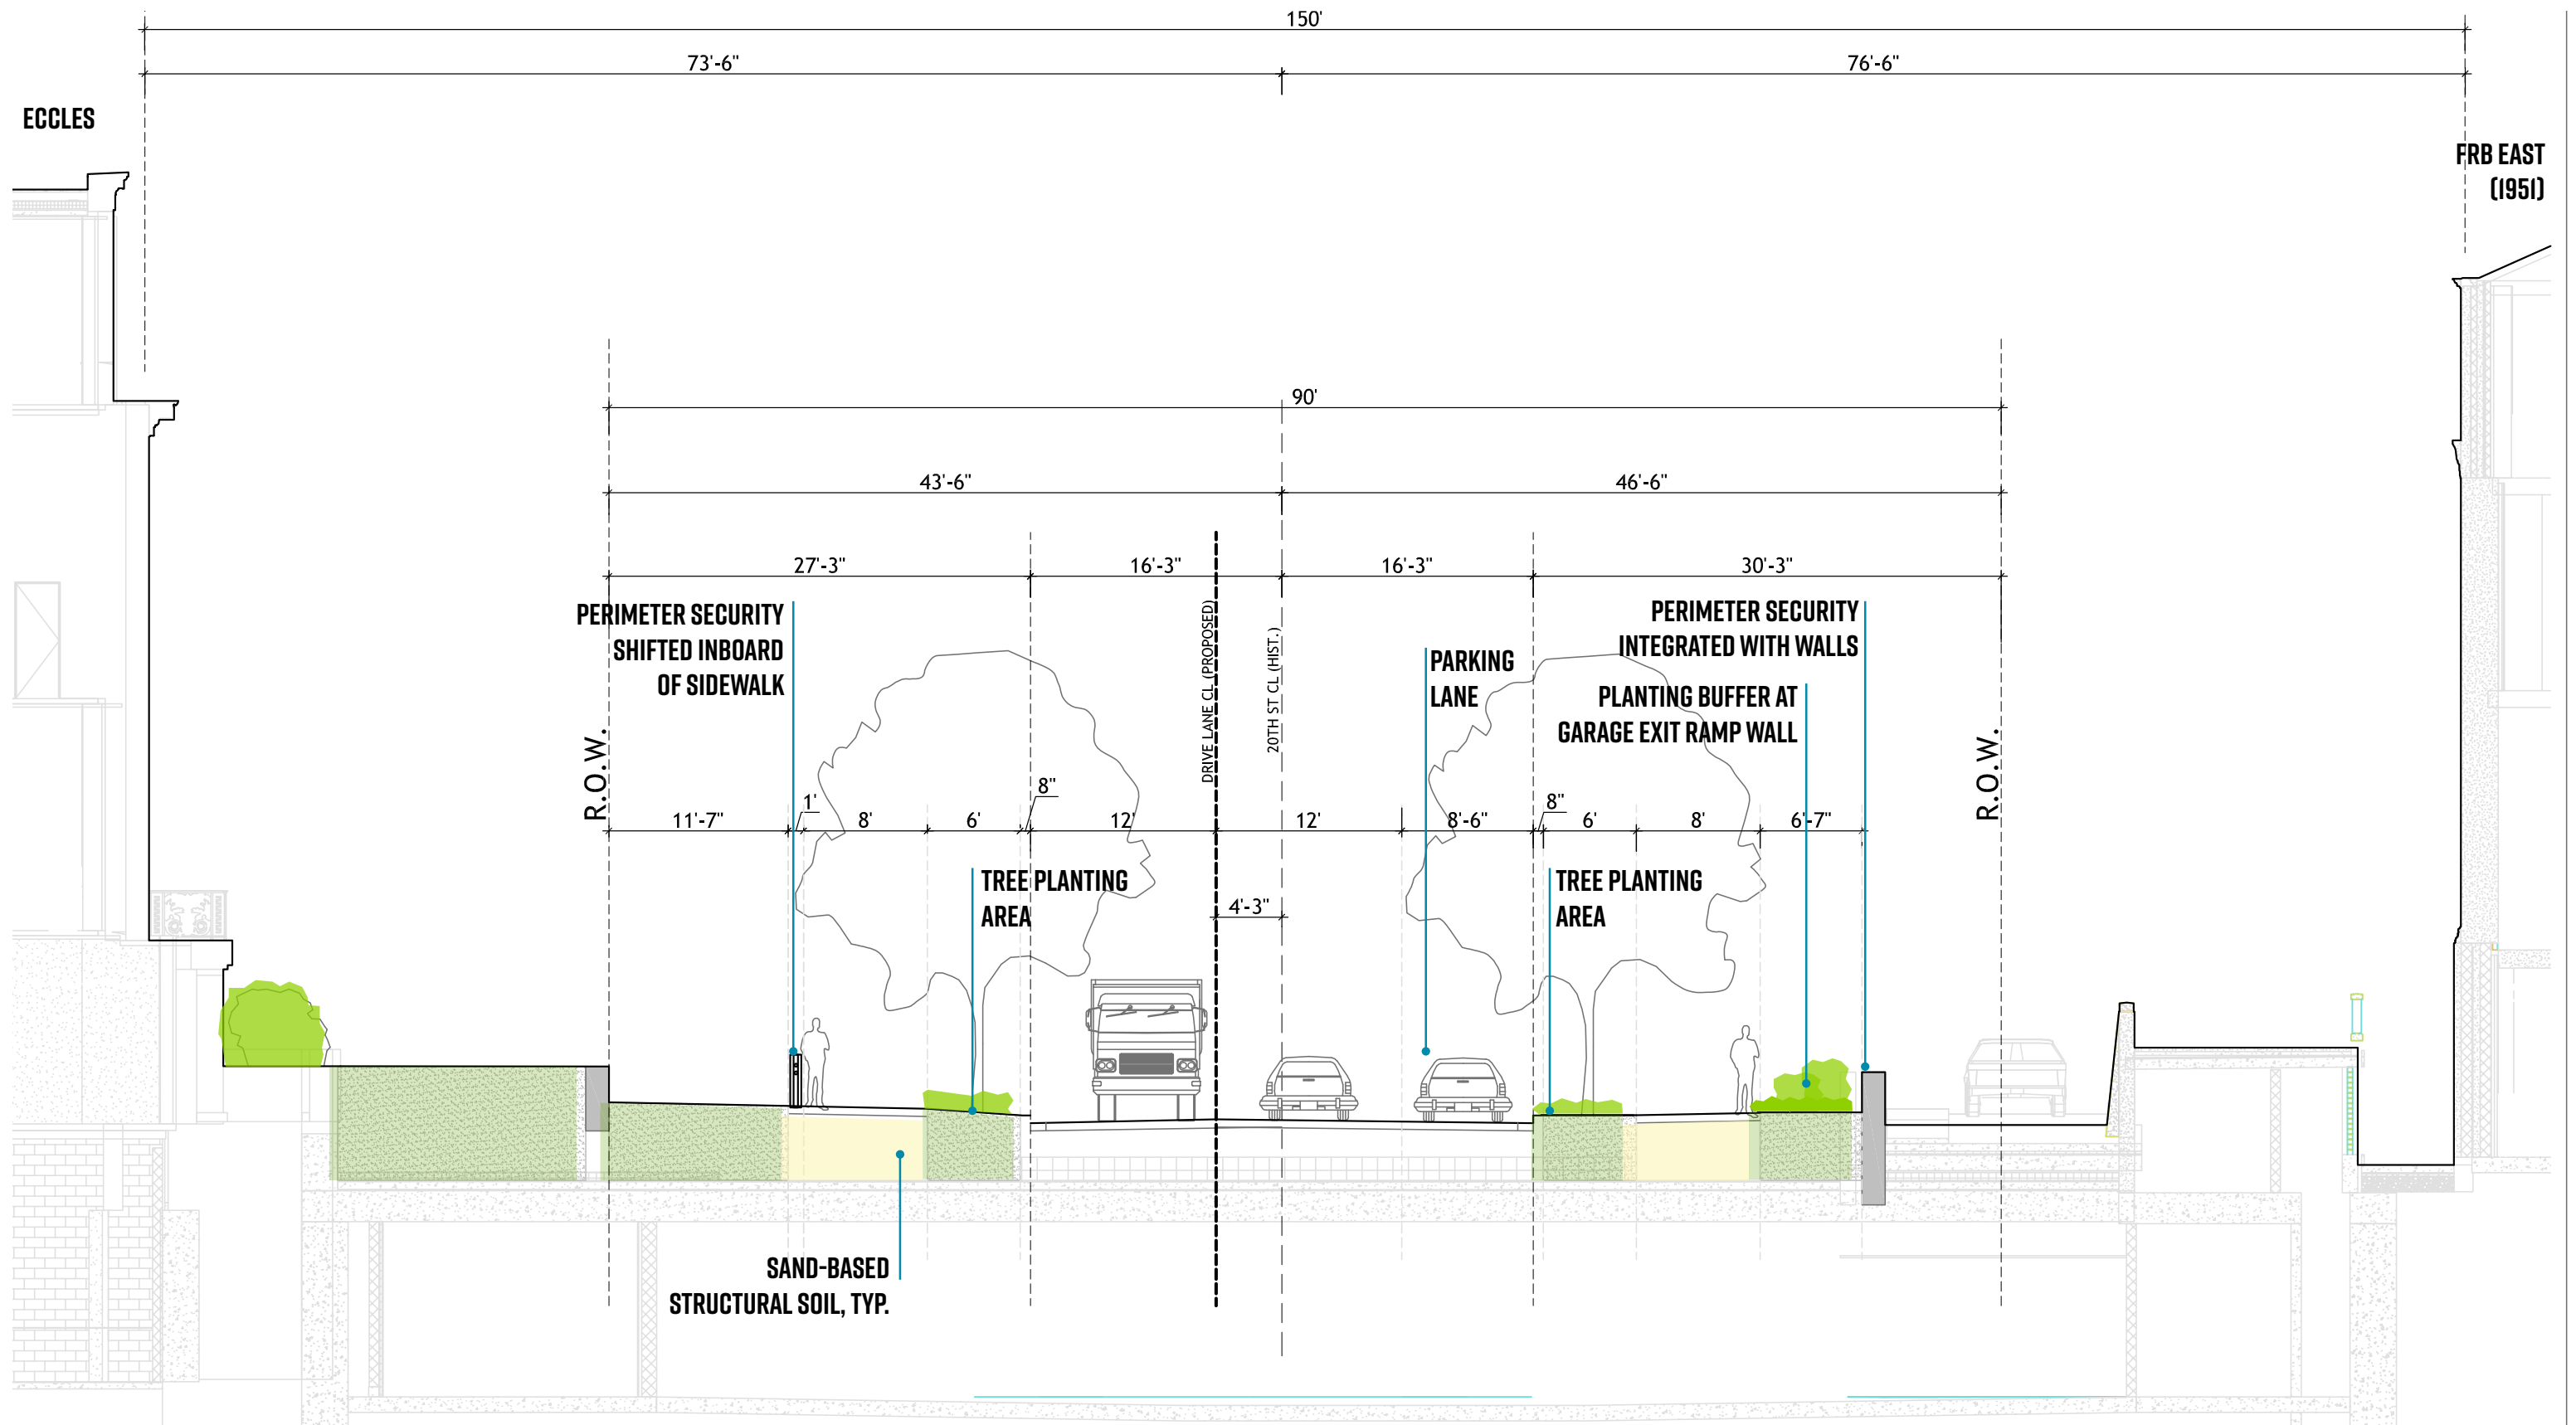 150'
73'-6"
76'-6"
ECCLES
FRB EAST
(1951)
90'
43'-6"
46'-6"
27'-3"
16'-3"
16'-3"
30'-3"
PERIMETER SECURITY
SHIFTED INBOARD
OF SIDEWALK
DRIVE LANE CL (PROPOSED)
20TH ST CL (HIST.)
PARKING
LANE
PERIMETER SECURITY
INTEGRATED WITH WALLS
PLANTING BUFFER AT
GARAGE EXIT RAMP WALL
R.O.W.
R.O.W.
11'-7"
1'
8'
6'
8"
12'
12'
8'-6"
8"
6'
8'
6'-7"
TREE PLANTING
AREA
4'-3"
TREE PLANTING
AREA
SAND-BASED
STRUCTURAL SOIL, TYP.